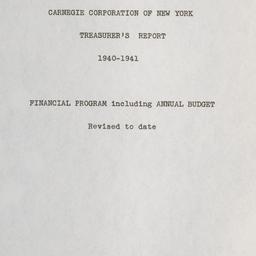 CARNEGIE CORPORATION OF NEW YORK
TREASURER'S REPORT
1940-1941
FINANCIAL PROGRAM including ANNUAL BUDGET
Revised to date